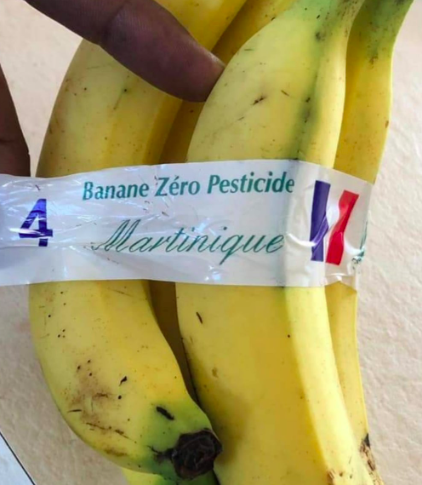 4
Banane Zéro Pesticide
Martinique